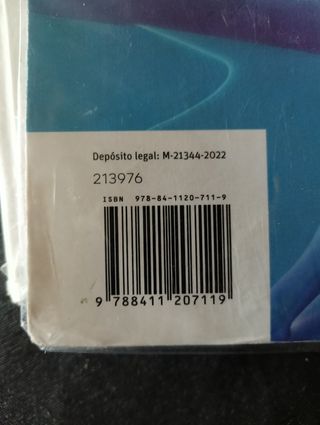 Depósito legal: M-21344-2022
213976
ISBN 978-84-1120-711-9
9 788411 207119